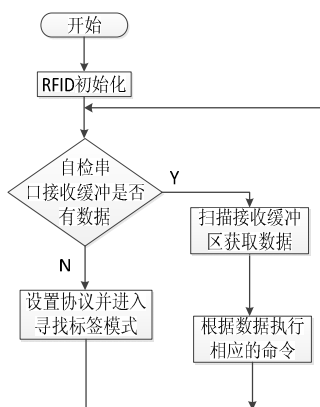 开始
RFID初始化
自检串
口接收缓冲是否
有数据
Y
扫描接收缓冲
区获取数据
N
设置协议并进入
寻找标签模式
根据数据执行
相应的命令